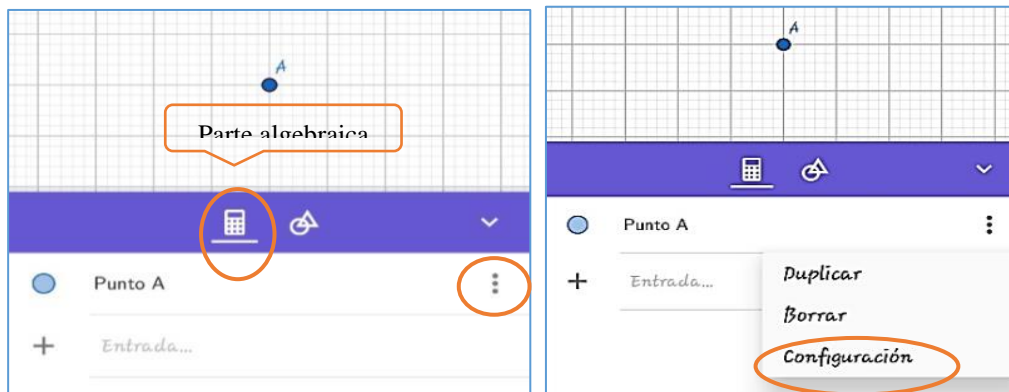 A
Parte algebraica
Punto A
Entrada...
A
Punto A
Entrada...
Duplicar
Borrar
Configuración